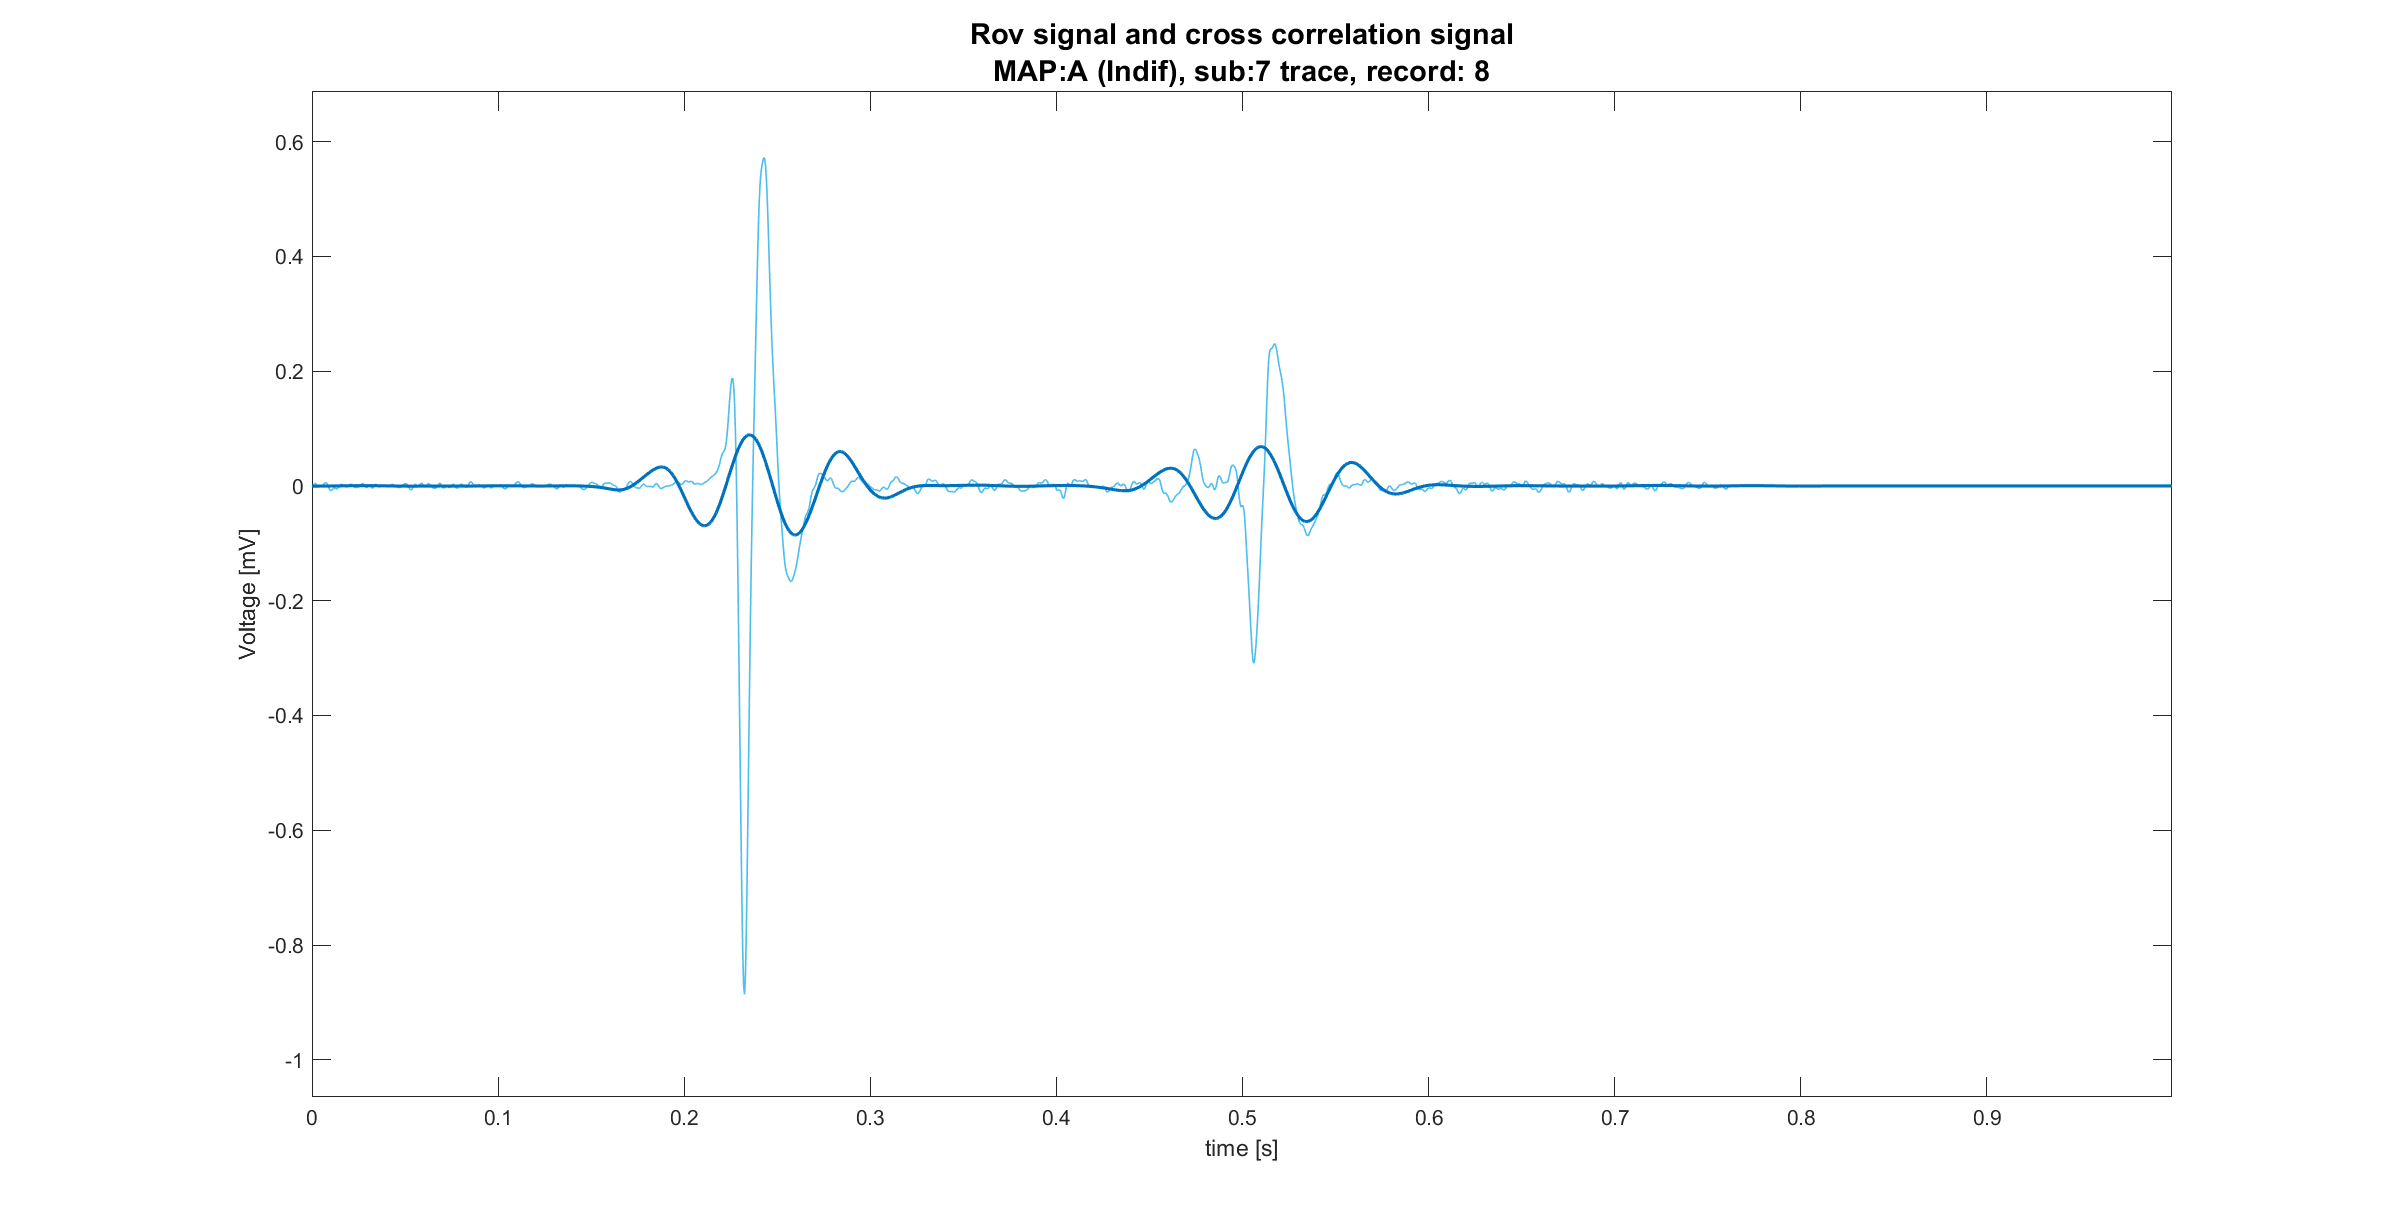 Rov signal and cross correlation signal
MAP:A (Indif), sub:7 trace, record: 8
0.6
0.4
0.2
0
-0.2
-0.4
-0.6
-0.8
-1
Voltage [mV]
0 0.1 0.2 0.3 0.4 0.5 0.6 0.7 0.8 0.9
time [s]